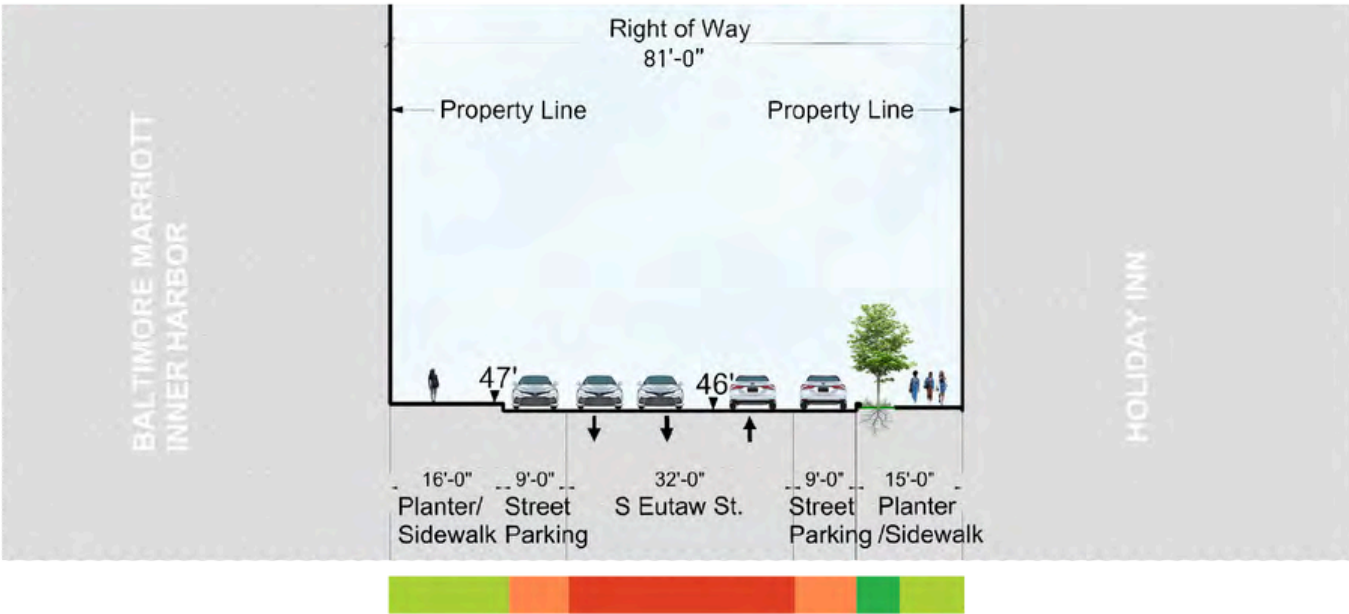 Right of Way
81'-0"
Property Line
Property Line
BALTIMORE MARRIOTT
INNER HARBOR
HOLIDAY INN
47'
46'
16'-0"
9'-0"
32'-0"
9'-0"
15'-0"
Planter/
Sidewalk
Street
Parking
S Eutaw St.
Street
Parking
Planter
/Sidewalk